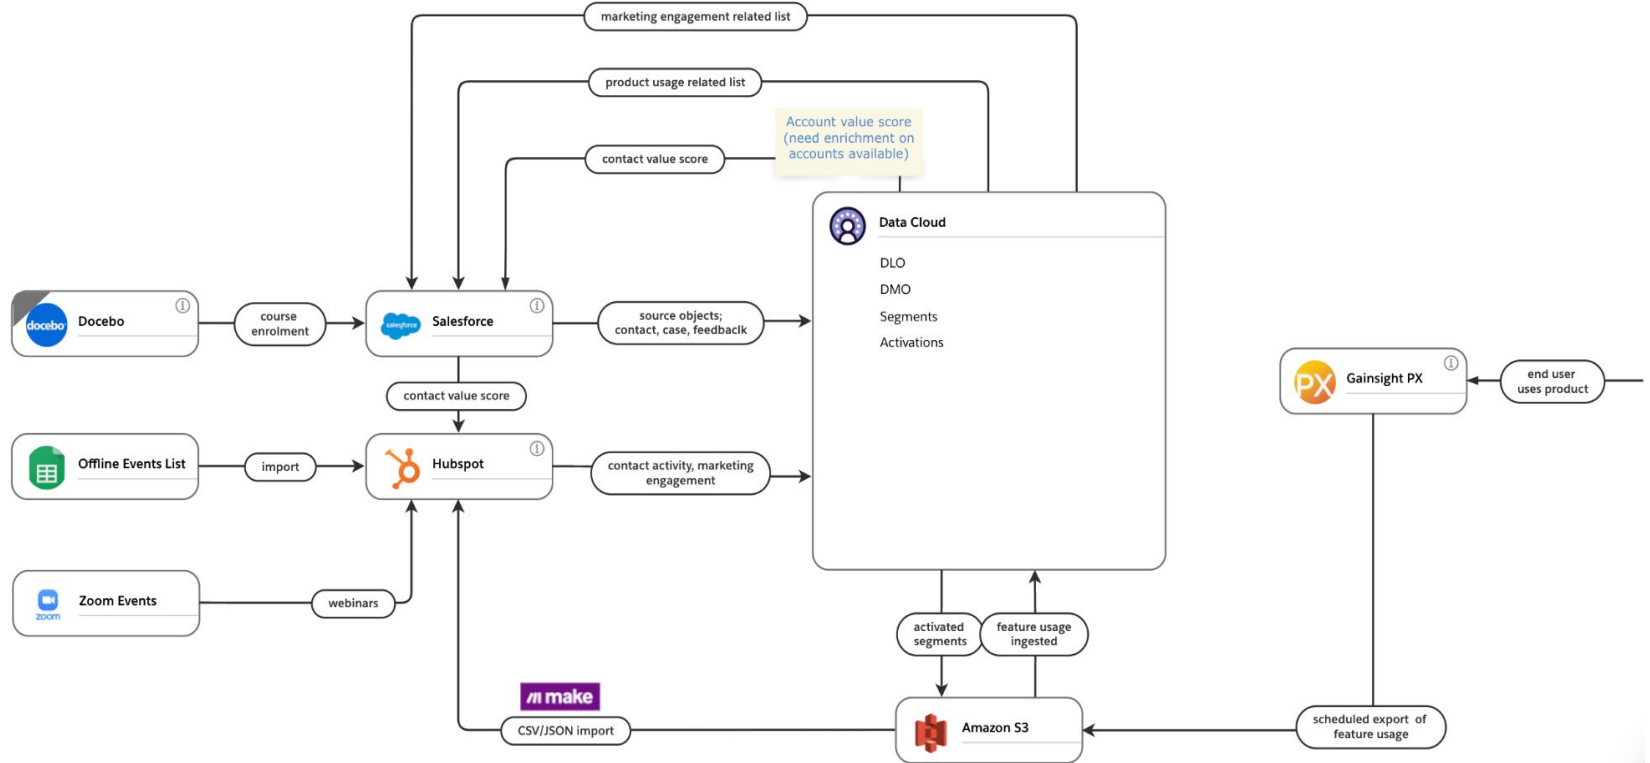 marketing engagement related list
product usage related list
Account value score
(need enrichment on
accounts available)
contact value score
Data Cloud
DLO
DMO
Segments
Activations
docebo
Docebo
course
enrolment
salesforce
Salesforce
source objects;
contact, case, feedbaclk
PX
Gainsight PX
end user
uses product
contact value score
Offline Events List
import
Hubspot
contact activity, marketing
engagement
zoom
Zoom Events
webinars
activated
segments
feature usage
ingested
make
CSV/JSON import
Amazon S3
scheduled export of
feature usage